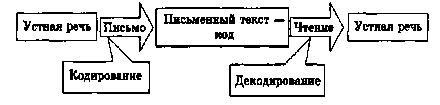 Устная речь
Письмо
Письменный текст —
код
Чтение
Устная речь
Кодирование
Декодирование